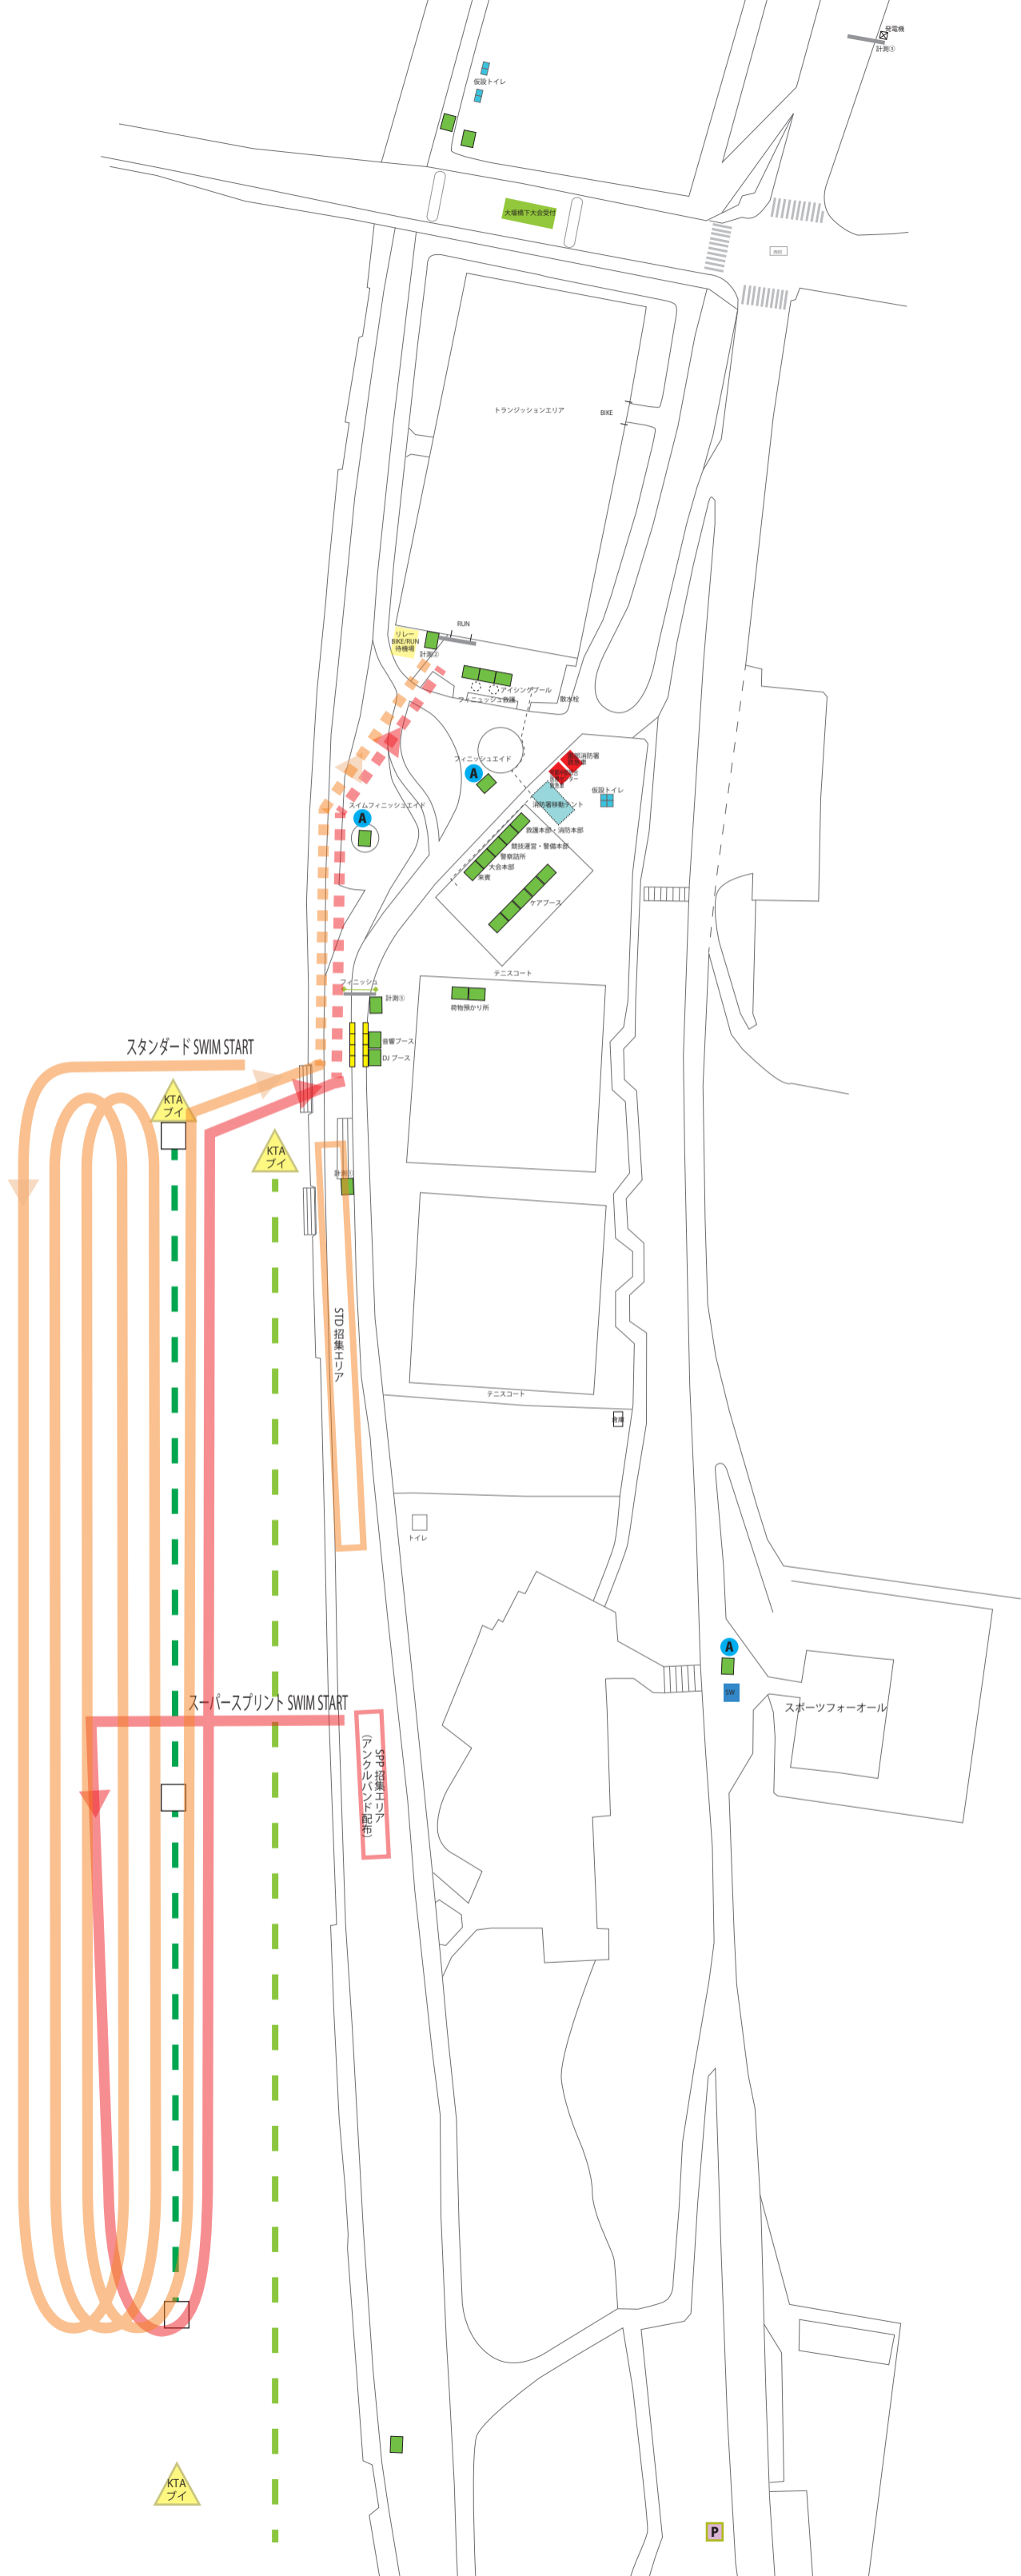 発電機
計測③
仮設トイレ
大堰橋下大会受付
トランジッションエリア
BIKE
RUN
リレー
BIKE/RUN
待機場
計測②
アイシングプール
フィニュッシュ救護
散水栓
フィニッシュエイド
A
スイムフィニッシュエイド
A
仮設トイレ
消防署移動テント
救護本部・消防本部
競技運営・警備本部
警察詰所
大会本部
来賓
ケアブース
テニスコート
フィニッシュ
計測⑤
荷物預かり所
音響ブース
DJ ブース
スタンダード SWIM START
KTA
ブイ
KTA
ブイ
計測①
STD 招集エリア
テニスコート
倉庫
トイレ
A
SW
スポーツフォーオール
スーパースプリント SWIM START
SPP 招集エリア
（アンクルバンド配布）
KTA
ブイ
P